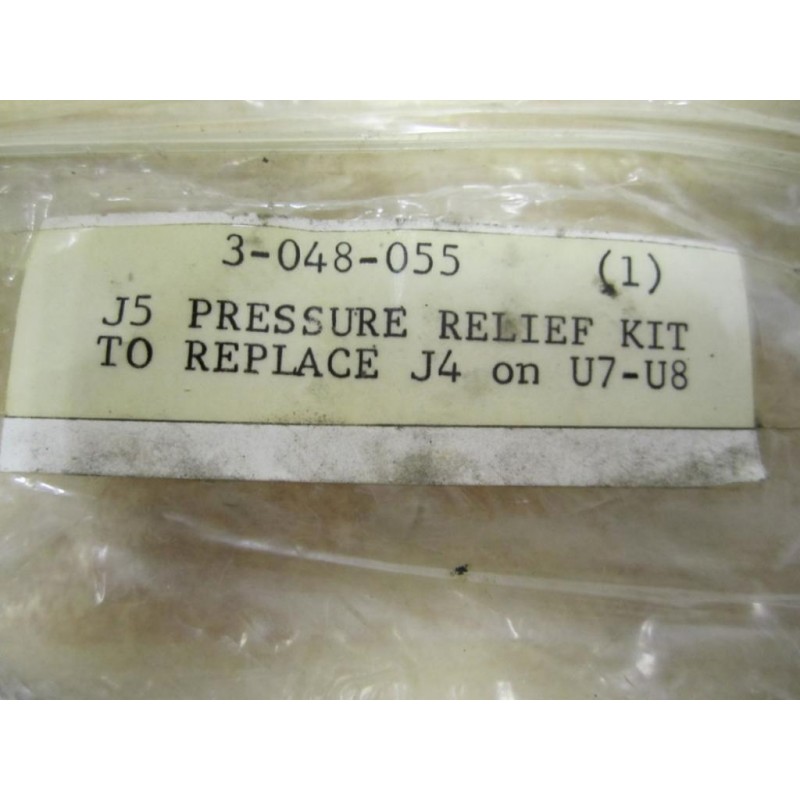 3-048-055 (1)
J5 PRESSURE RELIEF KIT
TO REPLACE J4 on U7-U8